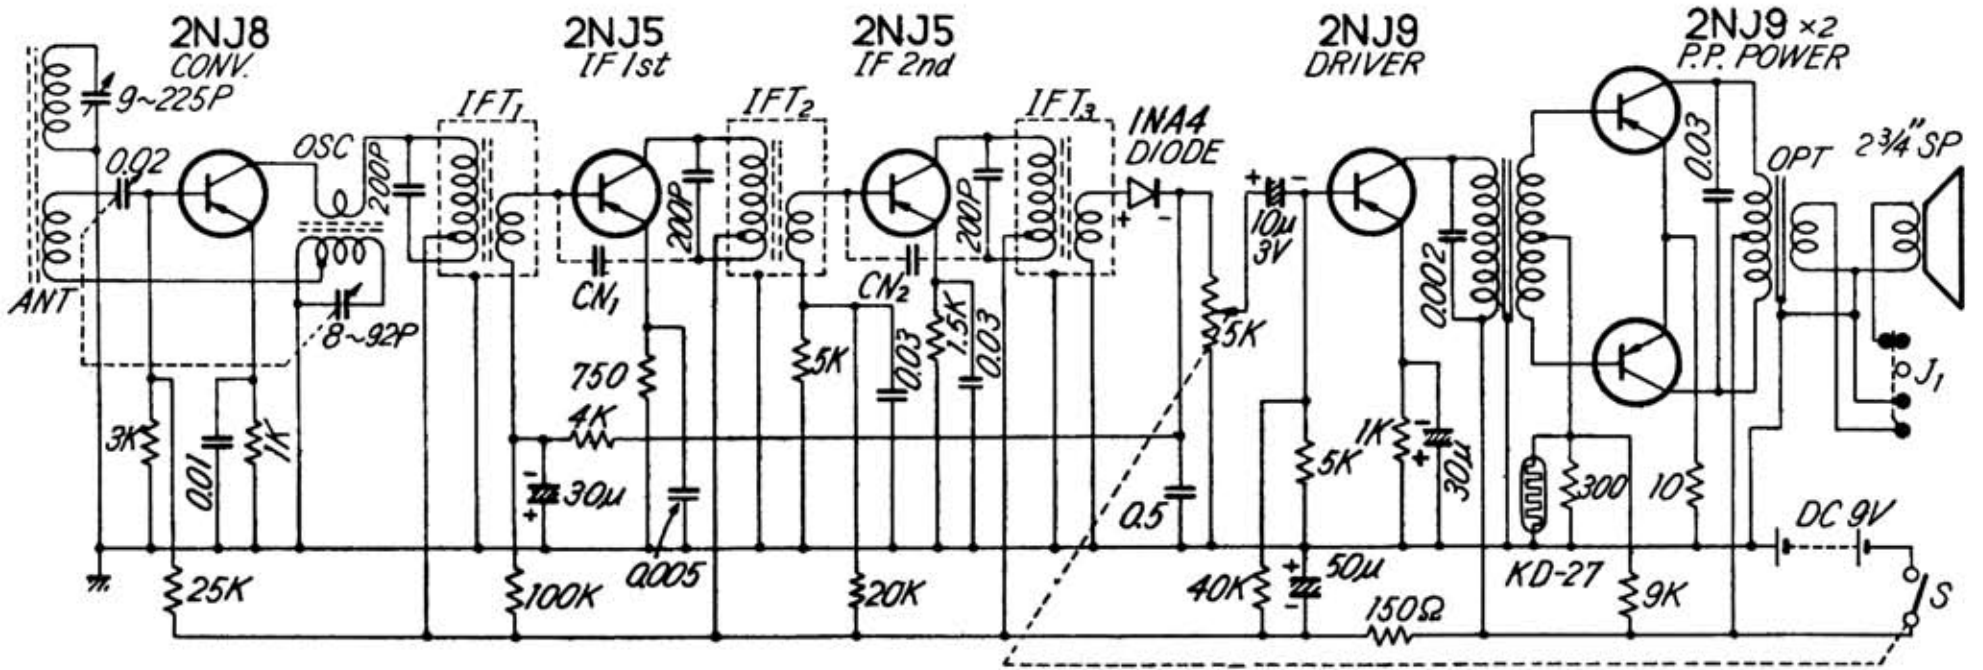 2NJ8
CONV.
2NJ5
IF 1st
2NJ5
IF 2nd
2NJ9
DRIVER
2NJ9 ×2
P.P. POWER
9~225P
0.02
OSC
200P
IFT₁
200P
IFT₂
200P
IFT₃
1NA4
DIODE
10μ
3V
0.002
0.03
OPT
2 3/4" SP
ANT
8~92P
CN₁
CN₂
5K
J₁
3K
0.01
1K
750
4K
30μ
5K
0.03
1.5K
0.03
0.5
5K
1K
30μ
300
10
DC 9V
25K
100K
0.005
20K
40K
50μ
150Ω
KD-27
9K
S